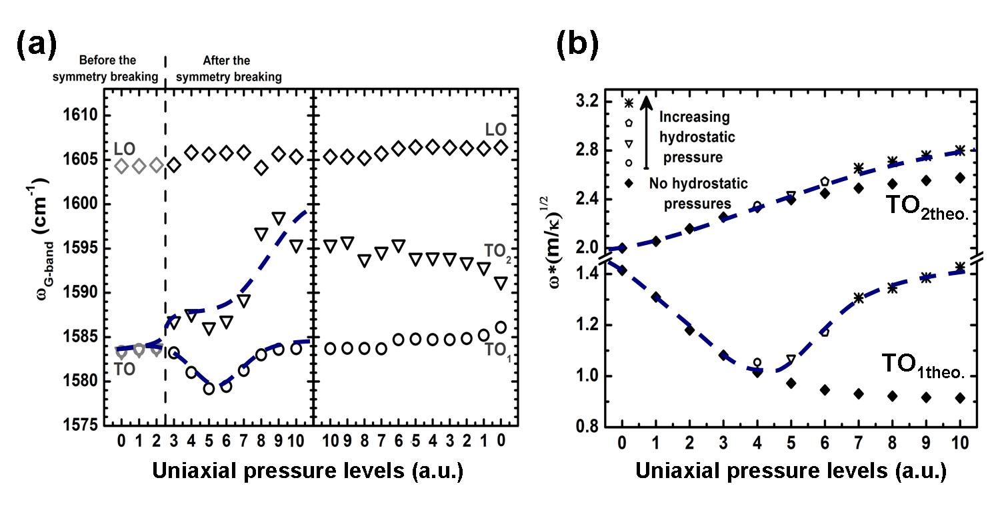 (a)
Before the
symmetry breaking
After the
symmetry breaking
1610
1605
1600
1595
1590
1585
1580
1575
ω_G-band (cm⁻¹)
LO
TO
LO
TO₂
TO₁
0 1 2 3 4 5 6 7 8 9 10 10 9 8 7 6 5 4 3 2 1 0
Uniaxial pressure levels (a.u.)
(b)
3.2
2.8
2.4
2.0
1.4
1.2
1.0
0.8
ω*(m/κ)^1/2
Increasing
hydrostatic
pressure
No hydrostatic
pressures
TO₂theo.
TO₁theo.
0 1 2 3 4 5 6 7 8 9 10
Uniaxial pressure levels (a.u.)